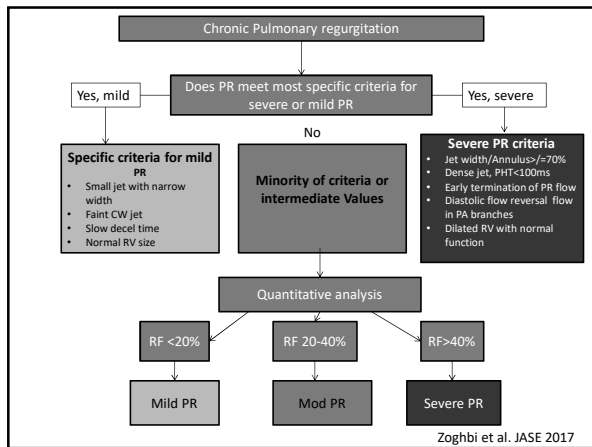 Chronic Pulmonary regurgitation
Does PR meet most specific criteria for
severe or mild PR
Yes, mild
Yes, severe
No
Specific criteria for mild
PR
• Small jet with narrow
width
• Faint CW jet
• Slow decel time
• Normal RV size
Minority of criteria or
intermediate Values
Severe PR criteria
• Jet width/Annulus>/=70%
• Dense jet, PHT<100ms
• Early termination of PR flow
• Diastolic flow reversal flow
in PA branches
• Dilated RV with normal
function
Quantitative analysis
RF <20%
RF 20-40%
RF>40%
Mild PR
Mod PR
Severe PR
Zoghbi et al. JASE 2017